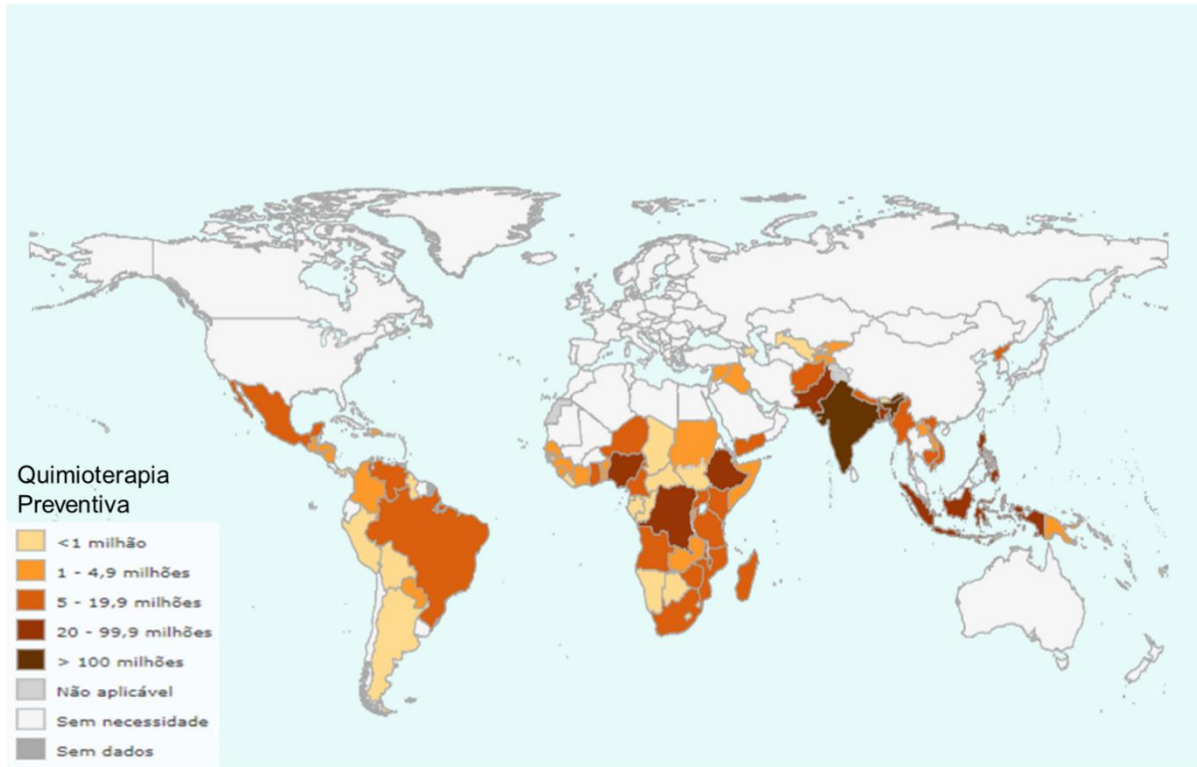 Quimioterapia
Preventiva
<1 milhão
1 - 4,9 milhões
5 - 19,9 milhões
20 - 99,9 milhões
> 100 milhões
Não aplicável
Sem necessidade
Sem dados